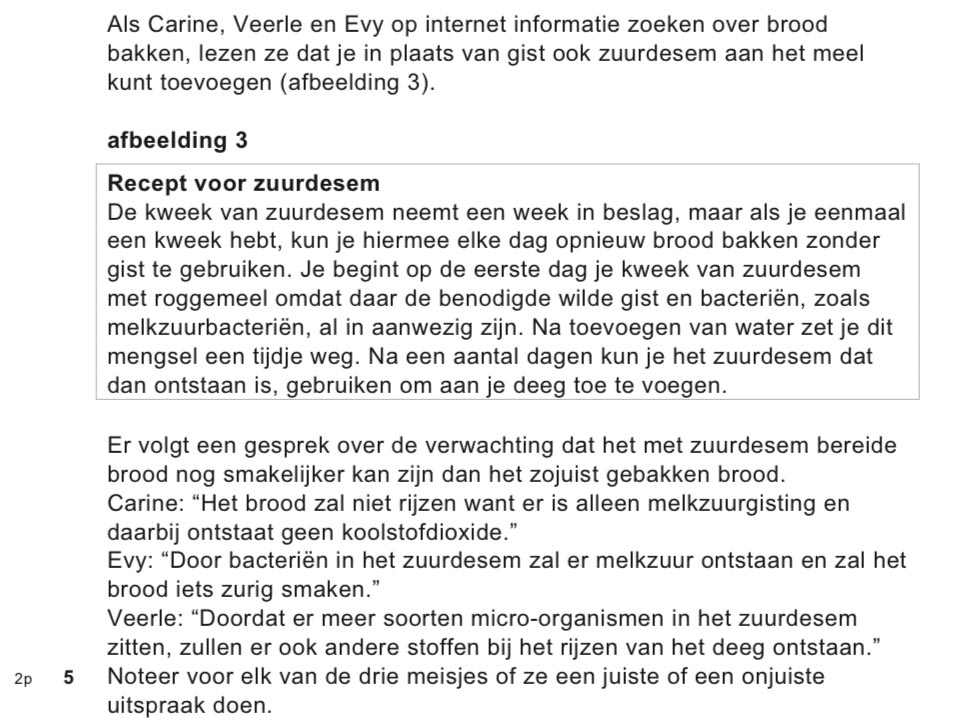 Als Carine, Veerle en Evy op internet informatie zoeken over brood
bakken, lezen ze dat je in plaats van gist ook zuurdesem aan het meel
kunt toevoegen (afbeelding 3).
afbeelding 3
Recept voor zuurdesem
De kweek van zuurdesem neemt een week in beslag, maar als je eenmaal
een kweek hebt, kun je hiermee elke dag opnieuw brood bakken zonder
gist te gebruiken. Je begint op de eerste dag je kweek van zuurdesem
met roggemeel omdat daar de benodigde wilde gist en bacteriën, zoals
melkzuurbacteriën, al in aanwezig zijn. Na toevoegen van water zet je dit
mengsel een tijdje weg. Na een aantal dagen kun je het zuurdesem dat
dan ontstaan is, gebruiken om aan je deeg toe te voegen.
Er volgt een gesprek over de verwachting dat het met zuurdesem bereide
brood nog smakelijker kan zijn dan het zojuist gebakken brood.
Carine: “Het brood zal niet rijzen want er is alleen melkzuurgisting en
daarbij ontstaat geen koolstofdioxide.”
Evy: “Door bacteriën in het zuurdesem zal er melkzuur ontstaan en zal het
brood iets zurig smaken.”
Veerle: “Doordat er meer soorten micro-organismen in het zuurdesem
zitten, zullen er ook andere stoffen bij het rijzen van het deeg ontstaan.”
2p 5 Noteer voor elk van de drie meisjes of ze een juiste of een onjuiste
uitspraak doen.